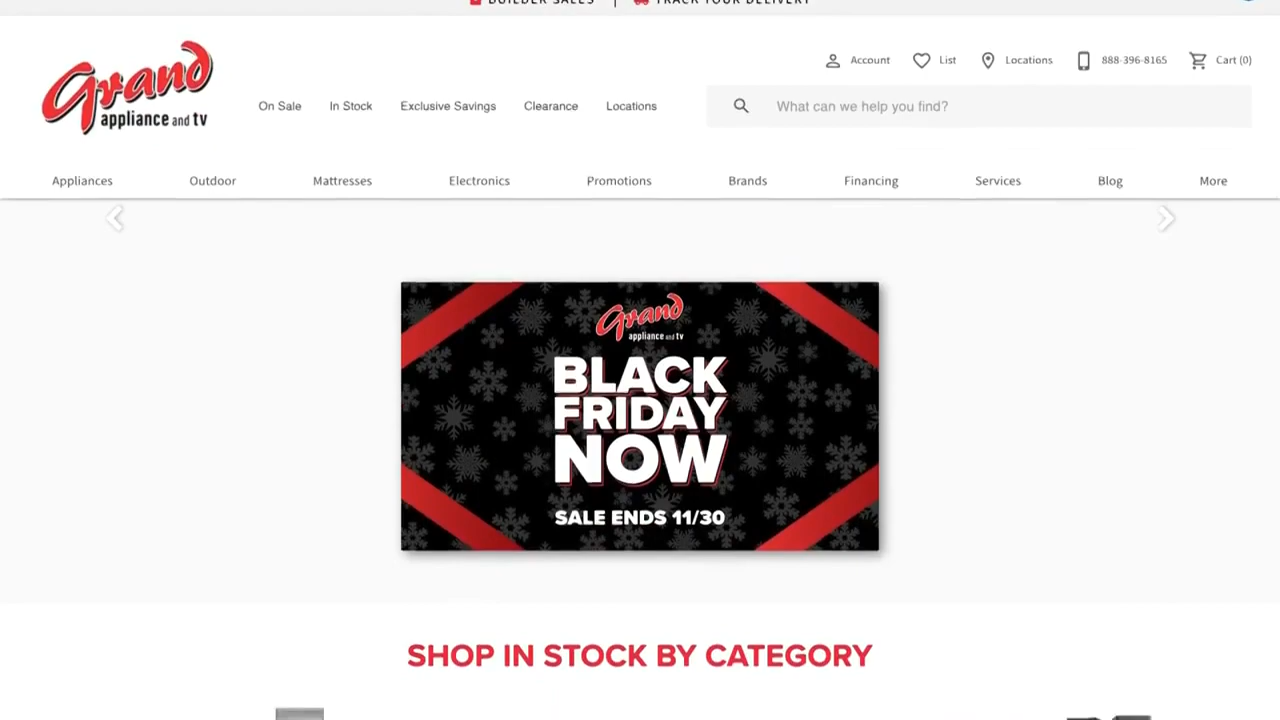 BUILDER SALES | TRACK YOUR DELIVERY
Grand
appliance and tv
Account List Locations 888-396-8165 Cart (0)
On Sale In Stock Exclusive Savings Clearance Locations
What can we help you find?
Appliances Outdoor Mattresses Electronics Promotions Brands Financing Services Blog More
Grand
appliance and tv
BLACK
FRIDAY
NOW
SALE ENDS 11/30
SHOP IN STOCK BY CATEGORY